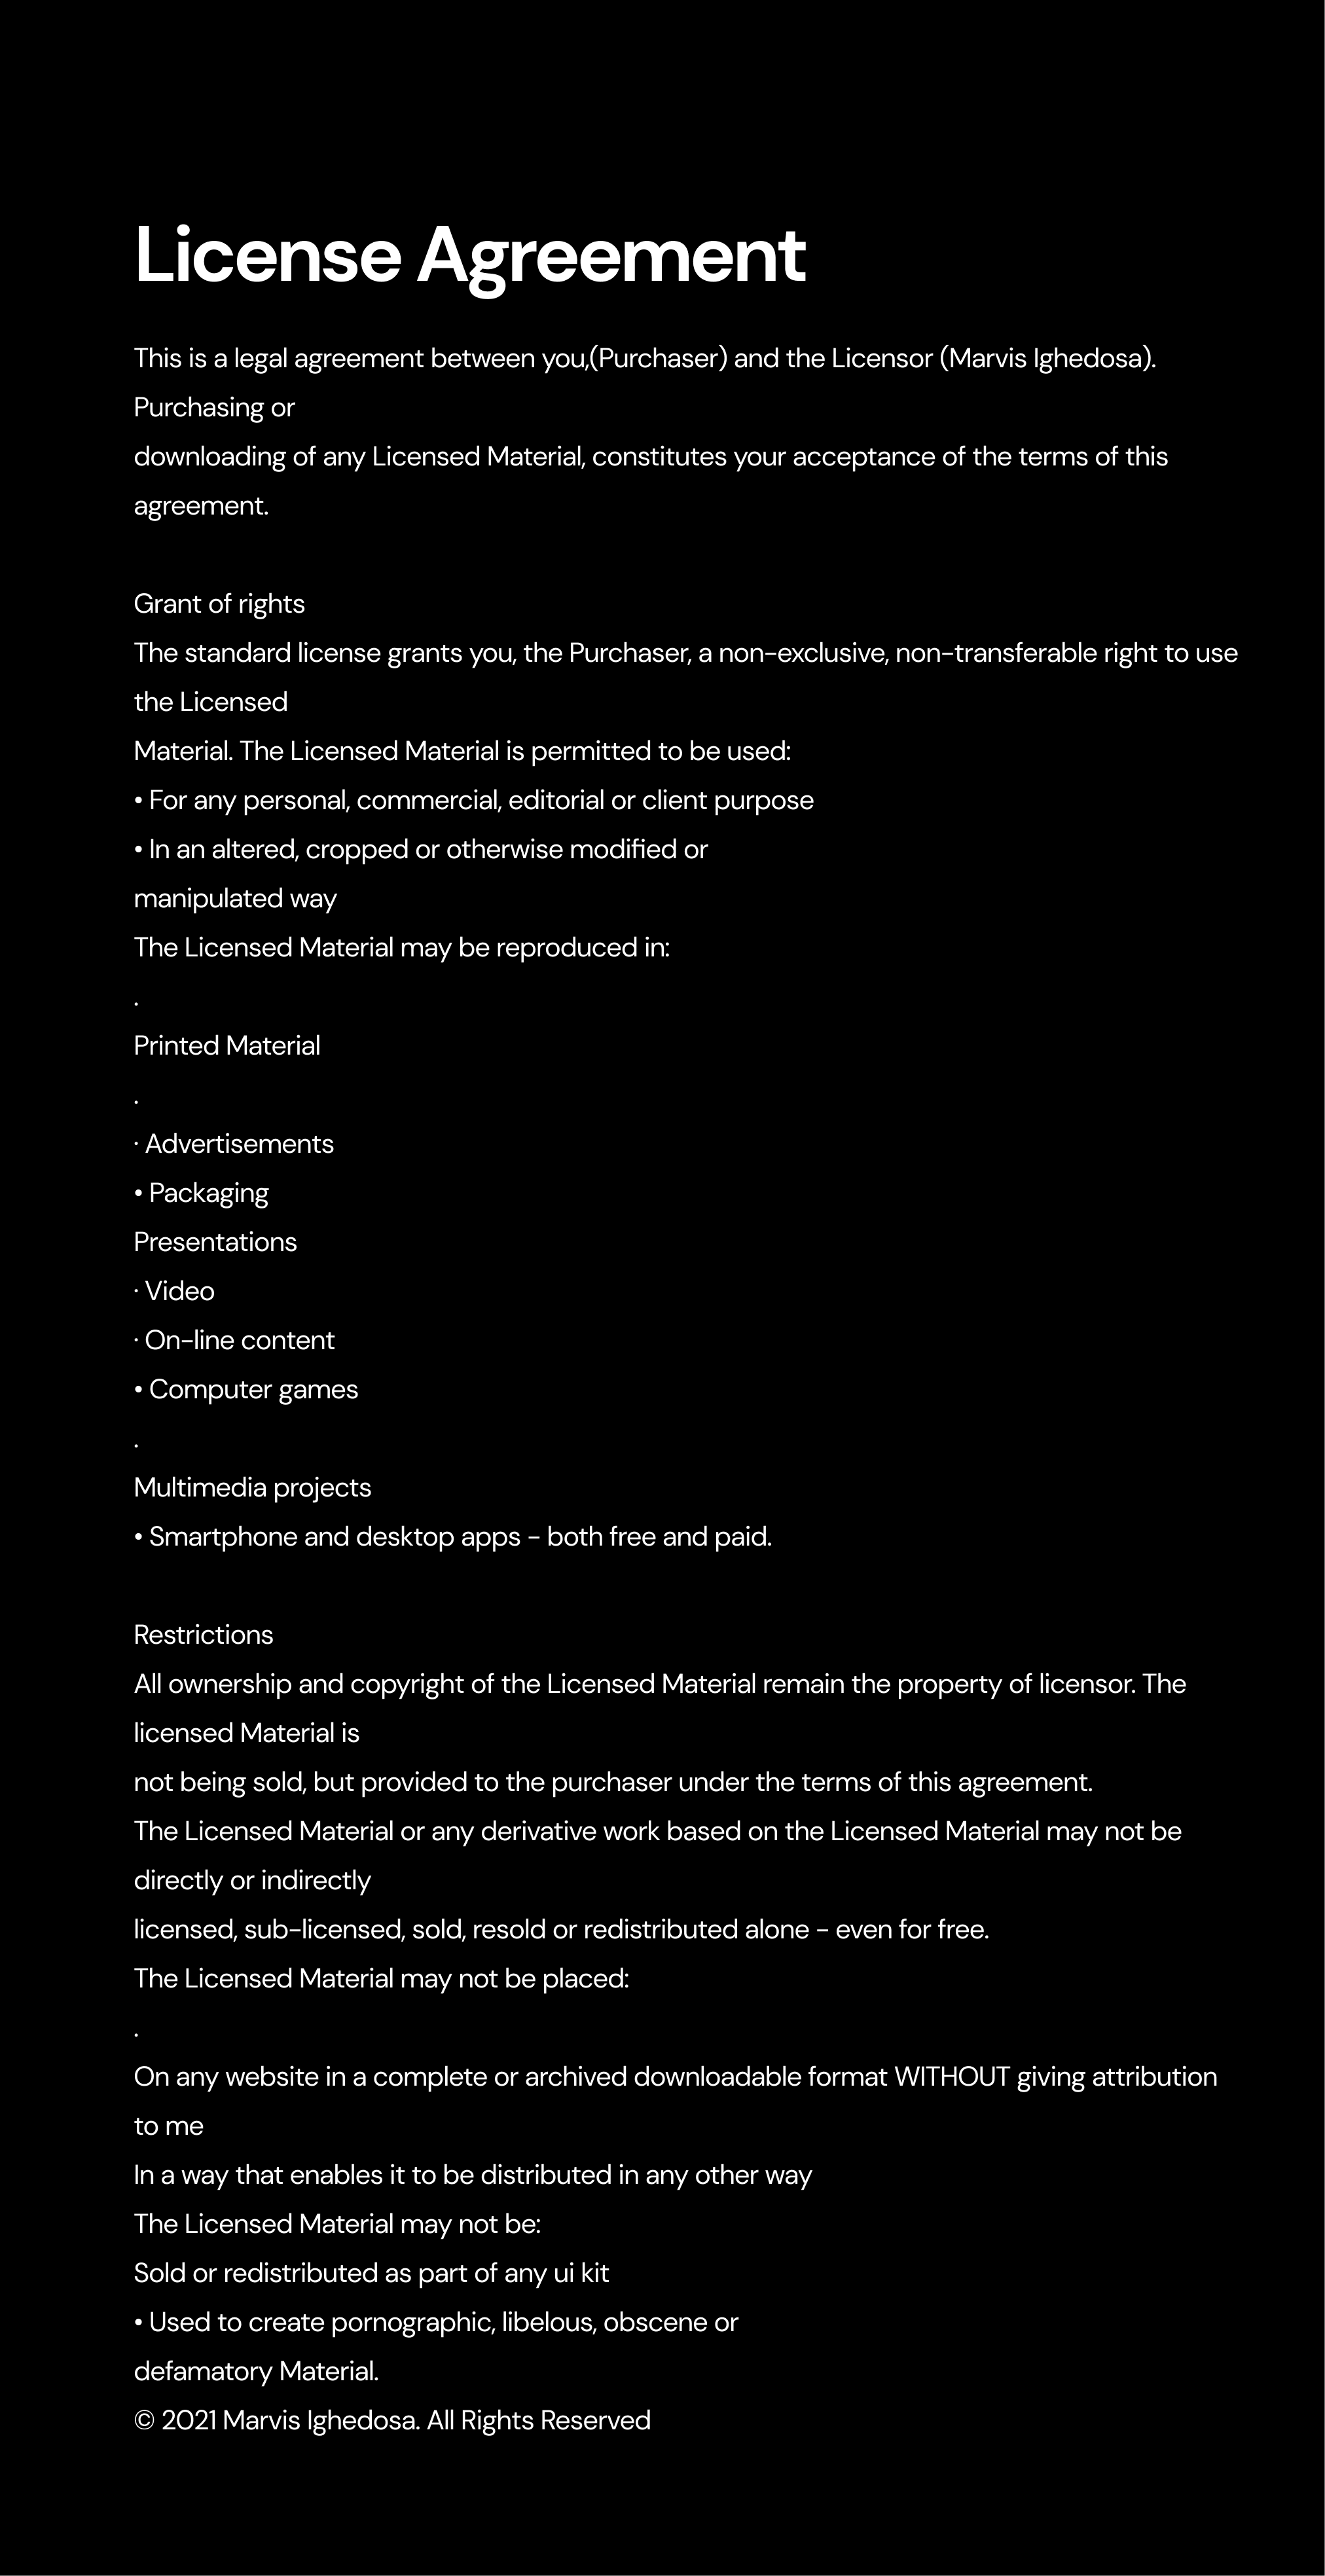 License Agreement
This is a legal agreement between you,(Purchaser) and the Licensor (Marvis Ighedosa).
Purchasing or
downloading of any Licensed Material, constitutes your acceptance of the terms of this
agreement.
Grant of rights
The standard license grants you, the Purchaser, a non-exclusive, non-transferable right to use
the Licensed
Material. The Licensed Material is permitted to be used:
• For any personal, commercial, editorial or client purpose
• In an altered, cropped or otherwise modified or
manipulated way
The Licensed Material may be reproduced in:
.
Printed Material
.
· Advertisements
• Packaging
Presentations
· Video
· On-line content
• Computer games
.
Multimedia projects
• Smartphone and desktop apps - both free and paid.
Restrictions
All ownership and copyright of the Licensed Material remain the property of licensor. The
licensed Material is
not being sold, but provided to the purchaser under the terms of this agreement.
The Licensed Material or any derivative work based on the Licensed Material may not be
directly or indirectly
licensed, sub-licensed, sold, resold or redistributed alone - even for free.
The Licensed Material may not be placed:
.
On any website in a complete or archived downloadable format WITHOUT giving attribution
to me
In a way that enables it to be distributed in any other way
The Licensed Material may not be:
Sold or redistributed as part of any ui kit
• Used to create pornographic, libelous, obscene or
defamatory Material.
© 2021 Marvis Ighedosa. All Rights Reserved